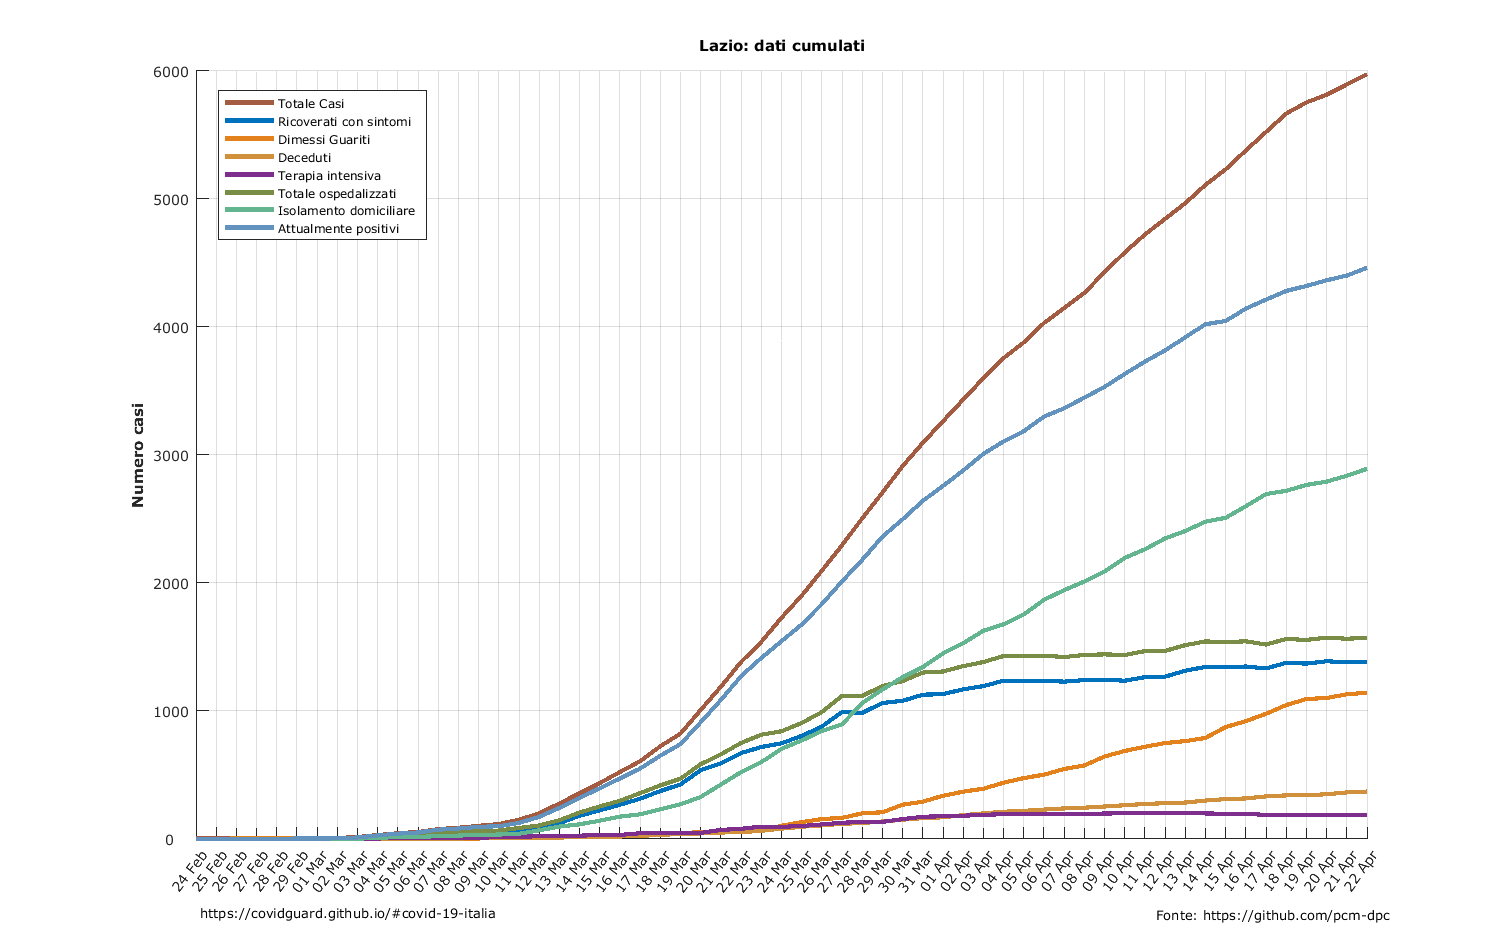 Lazio: dati cumulati
6000
5000
4000
3000
2000
1000
0
Numero casi
Totale Casi
Ricoverati con sintomi
Dimessi Guariti
Deceduti
Terapia intensiva
Totale ospedalizzati
Isolamento domiciliare
Attualmente positivi
24 Feb
25 Feb
26 Feb
27 Feb
28 Feb
29 Feb
01 Mar
02 Mar
03 Mar
04 Mar
05 Mar
06 Mar
07 Mar
08 Mar
09 Mar
10 Mar
11 Mar
12 Mar
13 Mar
14 Mar
15 Mar
16 Mar
17 Mar
18 Mar
19 Mar
20 Mar
21 Mar
22 Mar
23 Mar
24 Mar
25 Mar
26 Mar
27 Mar
28 Mar
29 Mar
30 Mar
31 Mar
01 Apr
02 Apr
03 Apr
04 Apr
05 Apr
06 Apr
07 Apr
08 Apr
09 Apr
10 Apr
11 Apr
12 Apr
13 Apr
14 Apr
15 Apr
16 Apr
17 Apr
18 Apr
19 Apr
20 Apr
21 Apr
22 Apr
https://covidguard.github.io/#covid-19-italia
Fonte: https://github.com/pcm-dpc